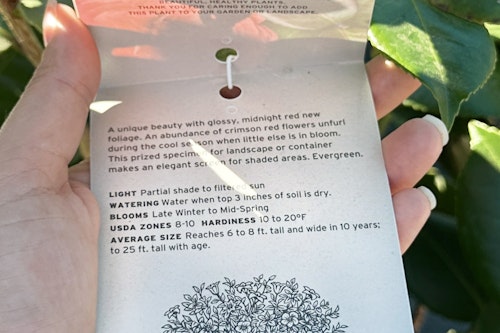 BEAUTIFUL, HEALTHY PLANTS.
THANK YOU FOR CARING ENOUGH TO ADD
THIS PLANT TO YOUR GARDEN OR LANDSCAPE.
A unique beauty with glossy, midnight red new
foliage. An abundance of crimson red flowers unfurl
during the cool season when little else is in bloom.
This prized specimen for landscape or container
makes an elegant screen for shaded areas. Evergreen.
LIGHT Partial shade to filtered sun
WATERING Water when top 3 inches of soil is dry.
BLOOMS Late Winter to Mid-Spring
USDA ZONES 8-10 HARDINESS 10 to 20°F
AVERAGE SIZE Reaches 6 to 8 ft. tall and wide in 10 years;
to 25 ft. tall with age.